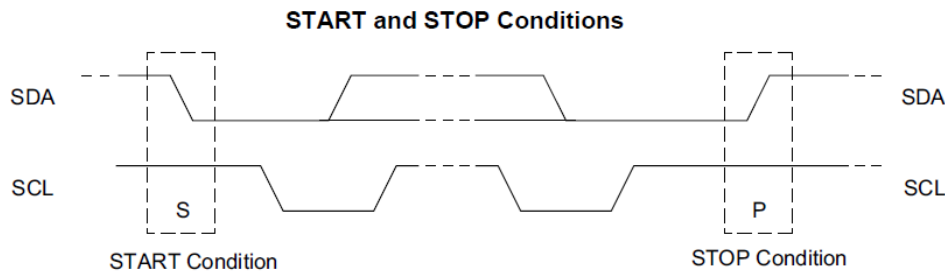 START and STOP Conditions
SDA
SDA
SCL
SCL
S
P
START Condition
STOP Condition